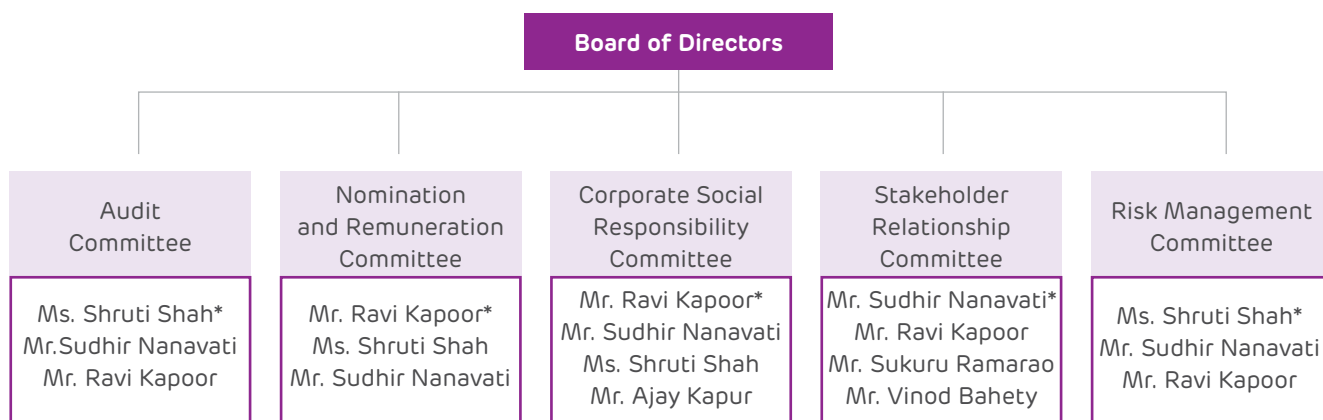 Board of Directors
Audit
Committee
Ms. Shruti Shah*
Mr.Sudhir Nanavati
Mr. Ravi Kapoor
Nomination
and Remuneration
Committee
Mr. Ravi Kapoor*
Ms. Shruti Shah
Mr. Sudhir Nanavati
Corporate Social
Responsibility
Committee
Mr. Ravi Kapoor*
Mr. Sudhir Nanavati
Ms. Shruti Shah
Mr. Ajay Kapur
Stakeholder
Relationship
Committee
Mr. Sudhir Nanavati*
Mr. Ravi Kapoor
Mr. Sukuru Ramarao
Mr. Vinod Bahety
Risk Management
Committee
Ms. Shruti Shah*
Mr. Sudhir Nanavati
Mr. Ravi Kapoor